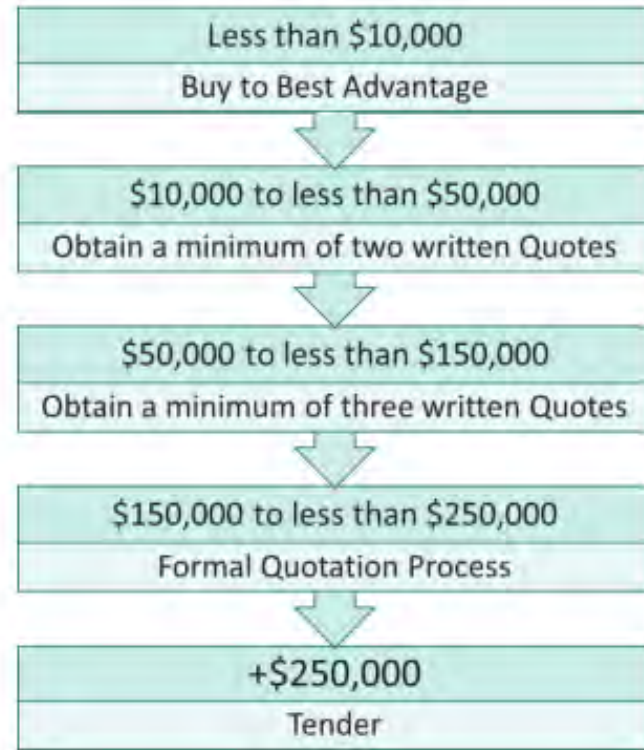 Less than $10,000
Buy to Best Advantage
$10,000 to less than $50,000
Obtain a minimum of two written Quotes
$50,000 to less than $150,000
Obtain a minimum of three written Quotes
$150,000 to less than $250,000
Formal Quotation Process
+$250,000
Tender